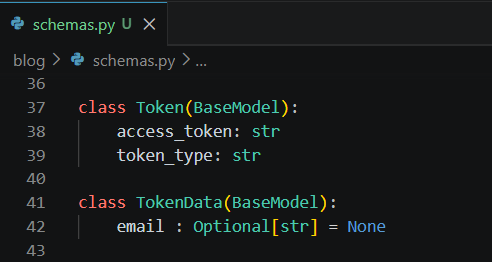 schemas.py U ×
blog > schemas.py > ...
36
37 class Token(BaseModel):
38     access_token: str
39     token_type: str
40
41 class TokenData(BaseModel):
42     email : Optional[str] = None
43